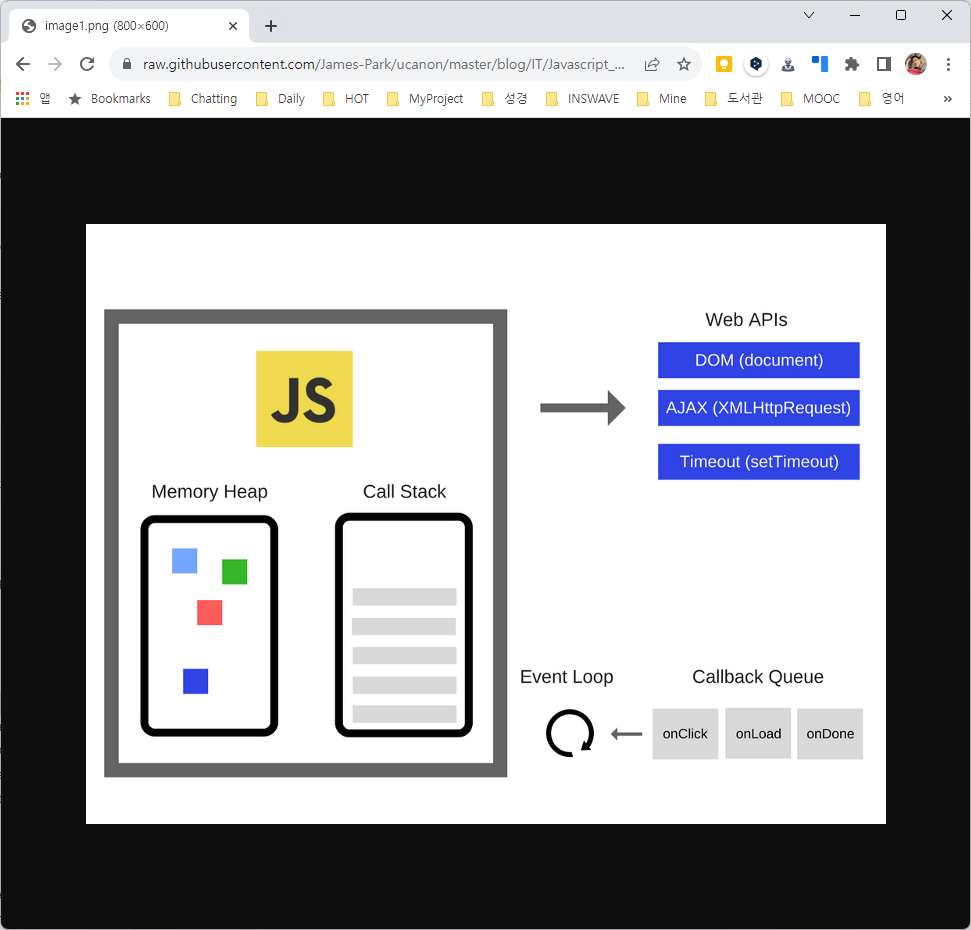 image1.png (800×600)
raw.githubusercontent.com/James-Park/ucanon/master/blog/IT/Javascript_...
앱 Bookmarks Chatting Daily HOT MyProject 성경 INSWAVE Mine 도서관 MOOC 영어 »
JS
Memory Heap
Call Stack
Web APIs
DOM (document)
AJAX (XMLHttpRequest)
Timeout (setTimeout)
Event Loop
Callback Queue
onClick onLoad onDone